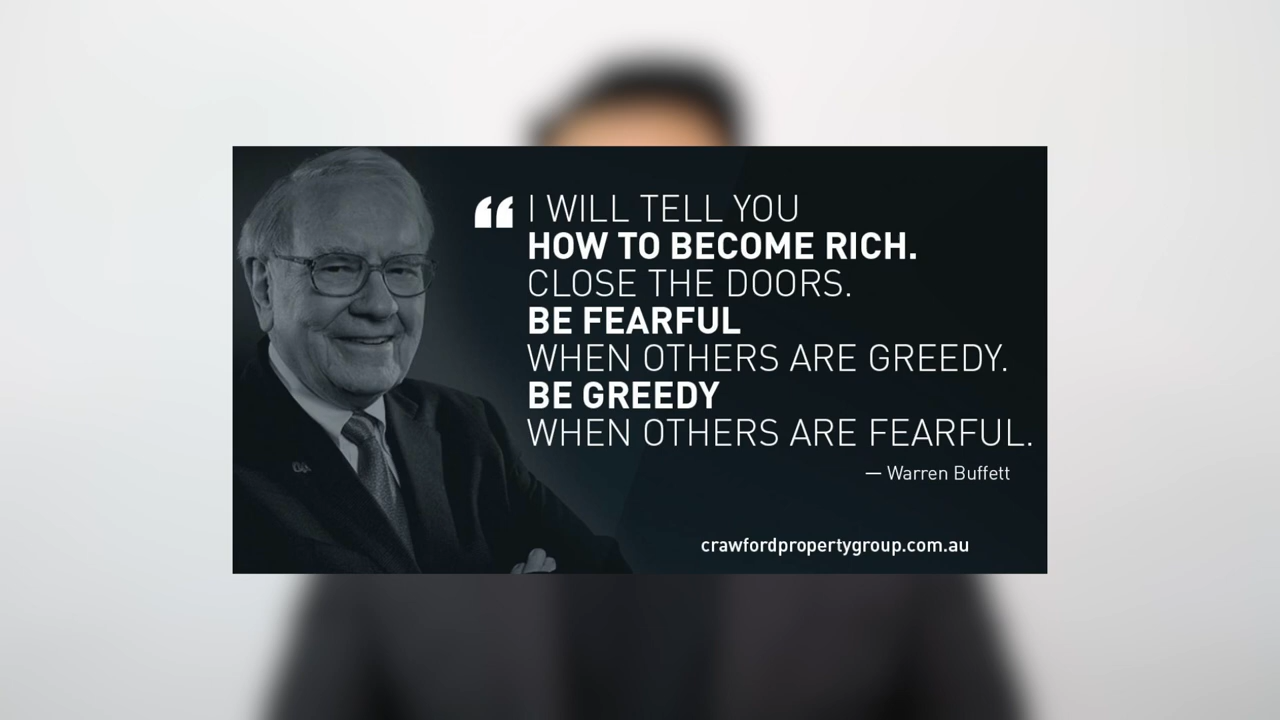 “ I WILL TELL YOU
HOW TO BECOME RICH.
CLOSE THE DOORS.
BE FEARFUL
WHEN OTHERS ARE GREEDY.
BE GREEDY
WHEN OTHERS ARE FEARFUL.
— Warren Buffett
crawfordpropertygroup.com.au